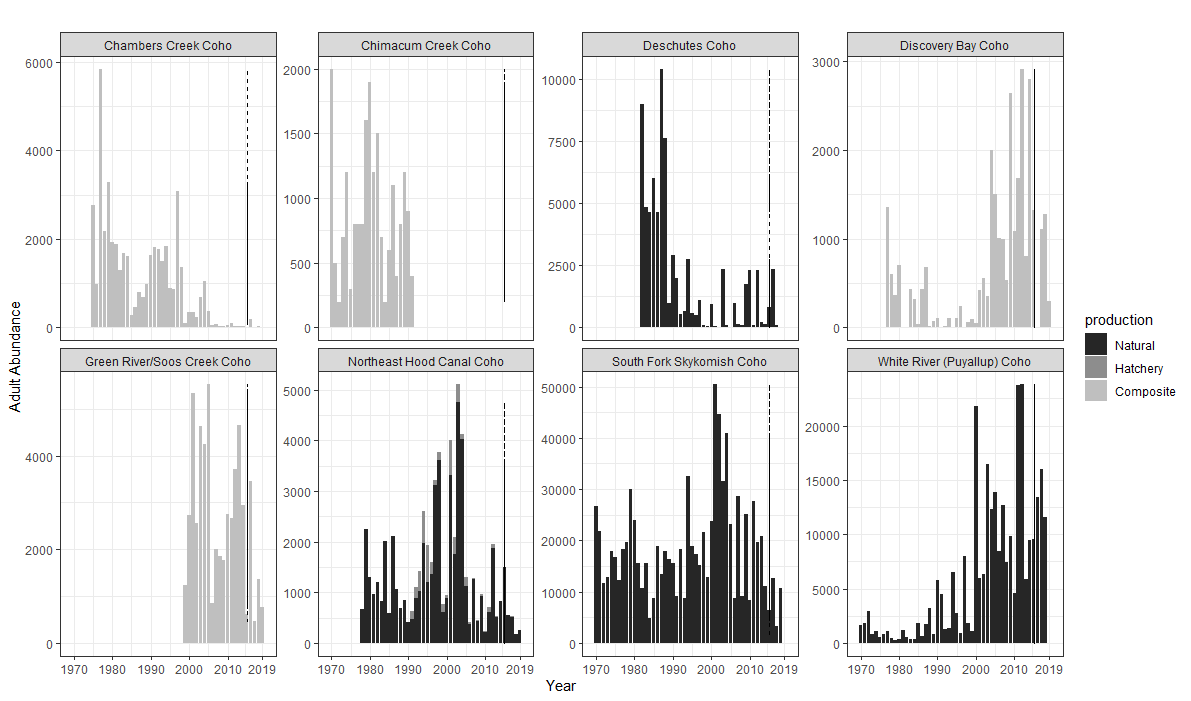 Chambers Creek Coho
Chimacum Creek Coho
Deschutes Coho
Discovery Bay Coho
6000
4000
2000
0
2000
1500
1000
500
0
10000
7500
5000
2500
0
3000
2000
1000
0
Adult Abundance
Green River/Soos Creek Coho
Northeast Hood Canal Coho
South Fork Skykomish Coho
White River (Puyallup) Coho
4000
2000
0
5000
4000
3000
2000
1000
0
50000
40000
30000
20000
10000
0
20000
15000
10000
5000
0
1970 1980 1990 2000 2010 2019
1970 1980 1990 2000 2010 2019
1970 1980 1990 2000 2010 2019
1970 1980 1990 2000 2010 2019
Year
production
Natural
Hatchery
Composite